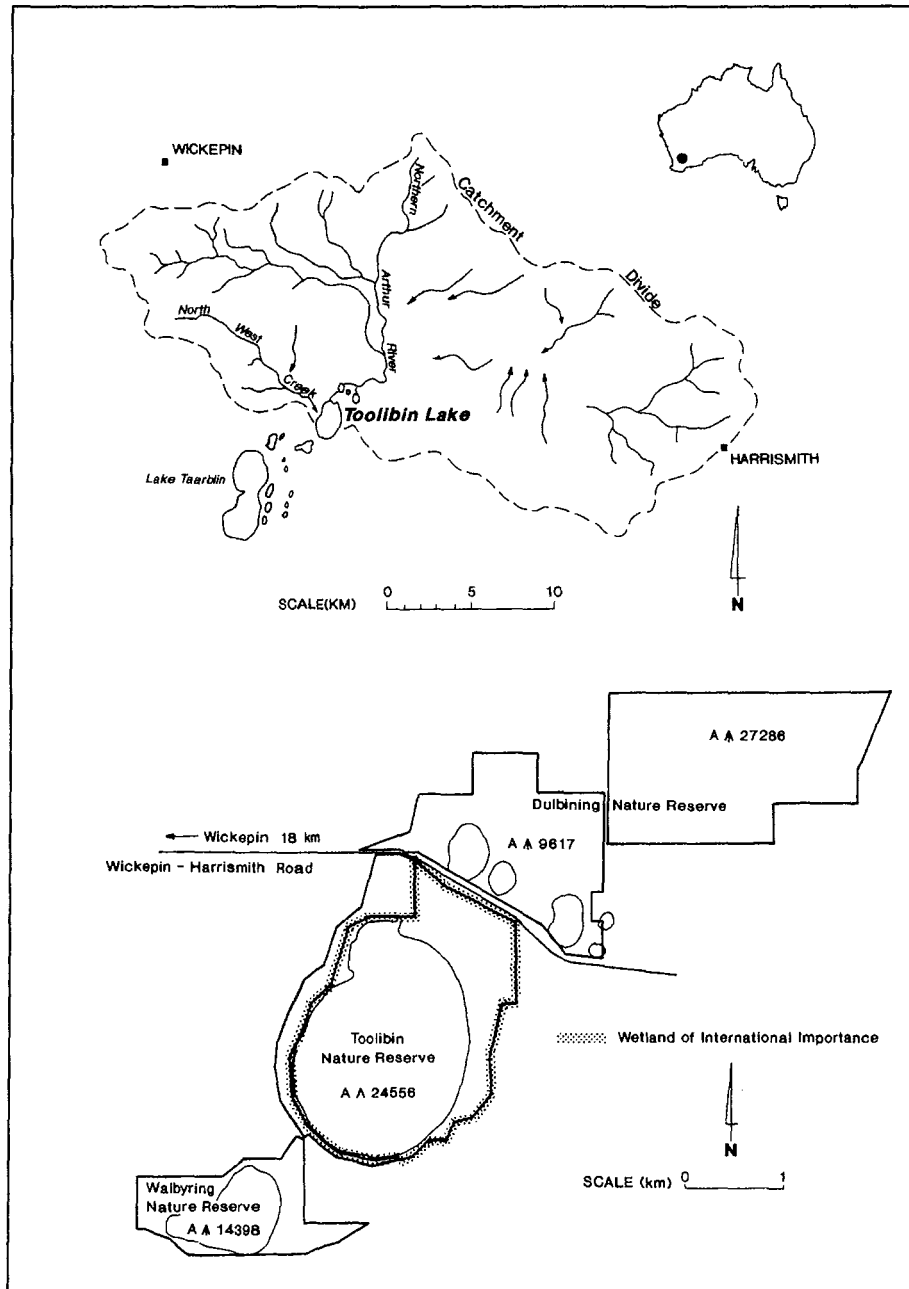 WICKEPIN
Northern
Catchment
Divide
Arthur
River
North
West
Creek
Toolibin Lake
Lake Taarblin
HARRISMITH
SCALE(KM) 0 5 10
N
A A 27286
Dulbining Nature Reserve
A A 9617
Wickepin 18 km
Wickepin - Harrismith Road
Toolibin
Nature Reserve
A A 24556
Wetland of International Importance
N
SCALE (km) 0 1
Walbyring
Nature Reserve
A A 14398